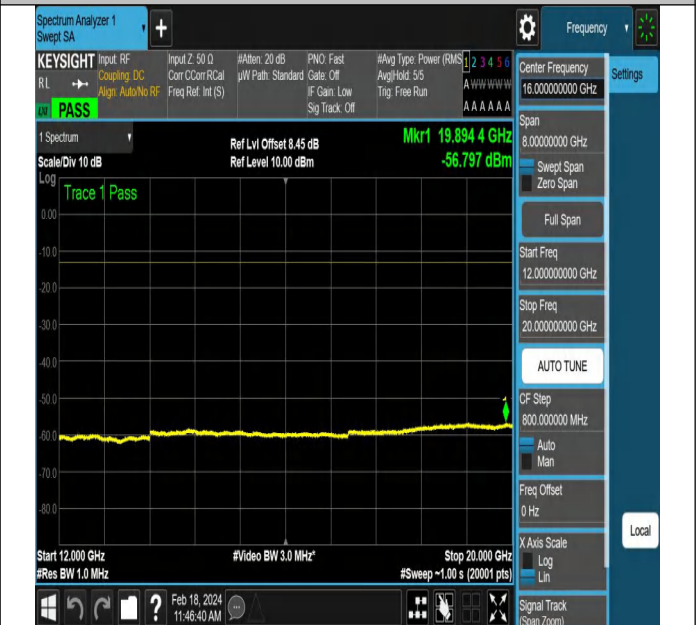 Spectrum Analyzer 1
Swept SA
Frequency
KEYSIGHT
Input: RF
Coupling: DC
Align: Auto/No RF
Input Z: 50 Ω
Corr CCorr RCal
Freq Ref: Int (S)
#Atten: 20 dB
µW Path: Standard
PNO: Fast
Gate: Off
IF Gain: Low
Sig Track: Off
#Avg Type: Power (RMS
Avg|Hold: 5/5
Trig: Free Run
1 2 3 4 5 6
A W W W W W
A A A A A A
R L
PASS
1 Spectrum
Scale/Div 10 dB
Ref Lvl Offset 8.45 dB
Ref Level 10.00 dBm
Mkr1 19.894 4 GHz
-56.797 dBm
Log
Trace 1 Pass
0.00
-10.0
-20.0
-30.0
-40.0
-50.0
-60.0
-70.0
-80.0
1
Start 12.000 GHz
#Res BW 1.0 MHz
#Video BW 3.0 MHz*
Stop 20.000 GHz
#Sweep ~1.00 s (20001 pts)
Feb 18, 2024
11:46:40 AM
Center Frequency
16.000000000 GHz
Settings
Span
8.00000000 GHz
Swept Span
Zero Span
Full Span
Start Freq
12.000000000 GHz
Stop Freq
20.000000000 GHz
AUTO TUNE
CF Step
800.000000 MHz
Auto
Man
Freq Offset
0 Hz
X Axis Scale
Log
Lin
Local
Signal Track
(Span Zoom)